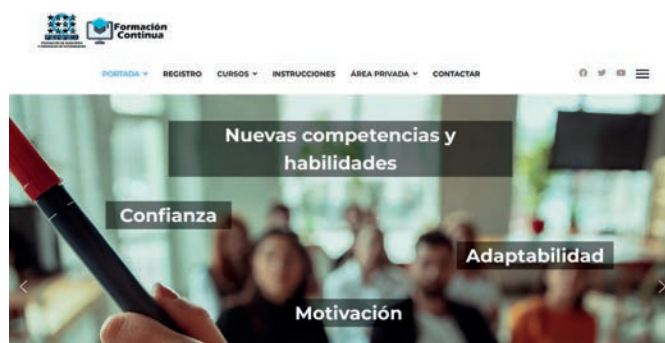 Formación
Continua
PORTADA
REGISTRO
CURSOS
INSTRUCCIONES
ÁREA PRIVADA
CONTACTAR
Nuevas competencias y
habilidades
Confianza
Adaptabilidad
Motivación